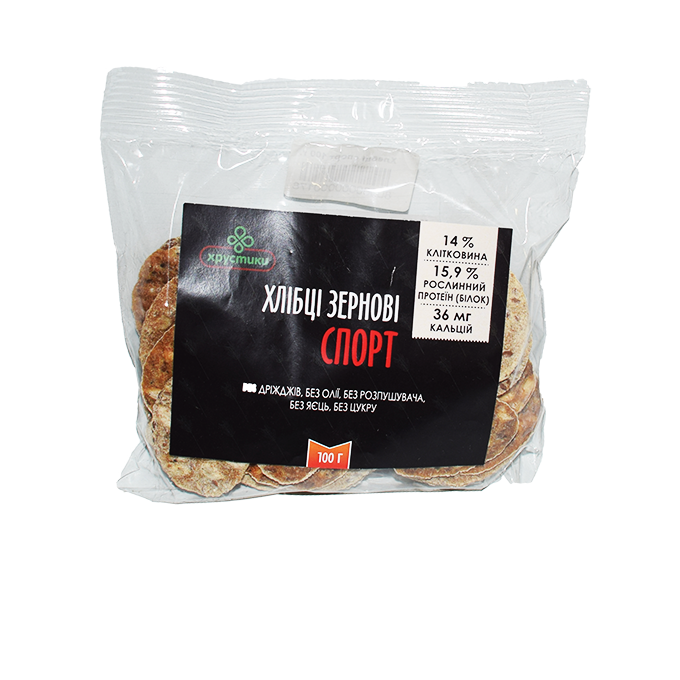 хрустики
ХЛІБЦІ ЗЕРНОВІ
СПОРТ
ДРІЖДЖІВ, БЕЗ ОЛІЇ, БЕЗ РОЗПУШУВАЧА,
БЕЗ ЯЄЦЬ, БЕЗ ЦУКРУ
100 Г
14 %
КЛІТКОВИНА
15,9 %
РОСЛИННИЙ
ПРОТЕЇН (БІЛОК)
36 МГ
КАЛЬЦІЙ